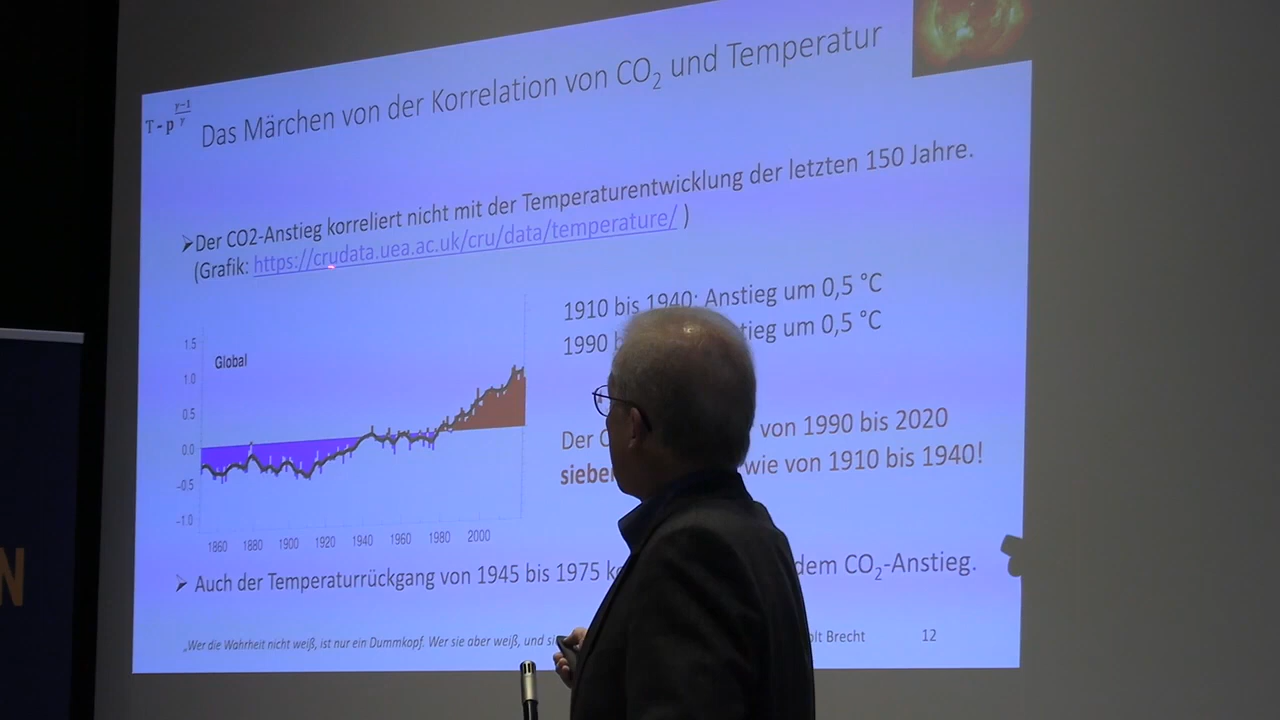 Das Märchen von der Korrelation von CO₂ und Temperatur
T - p
γ−1
γ
➤Der CO2-Anstieg korreliert nicht mit der Temperaturentwicklung der letzten 150 Jahre.
(Grafik: https://crudata.uea.ac.uk/cru/data/temperature/ )
1910 bis 1940: Anstieg um 0,5 °C
1990 tieg um 0,5 °C
Global
1.5
1.0
0.5
0.0
−0.5
−1.0
1860 1880 1900 1920 1940 1960 1980 2000
Der von 1990 bis 2020
sieben wie von 1910 bis 1940!
➤ Auch der Temperaturrückgang von 1945 bis 1975 dem CO₂-Anstieg.
„Wer die Wahrheit nicht weiß, ist nur ein Dummkopf. Wer sie aber weiß, und Brecht 12
N